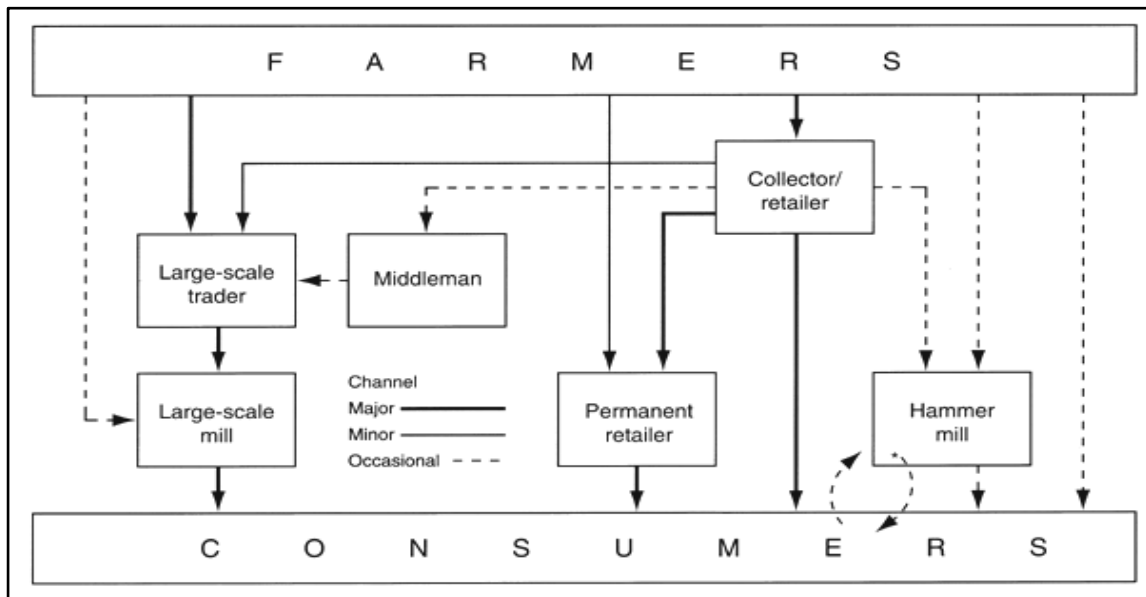 F A R M E R S
Collector/
retailer
Large-scale
trader
Middleman
Channel
Major
Minor
Occasional
Large-scale
mill
Permanent
retailer
Hammer
mill
C O N S U M E R S